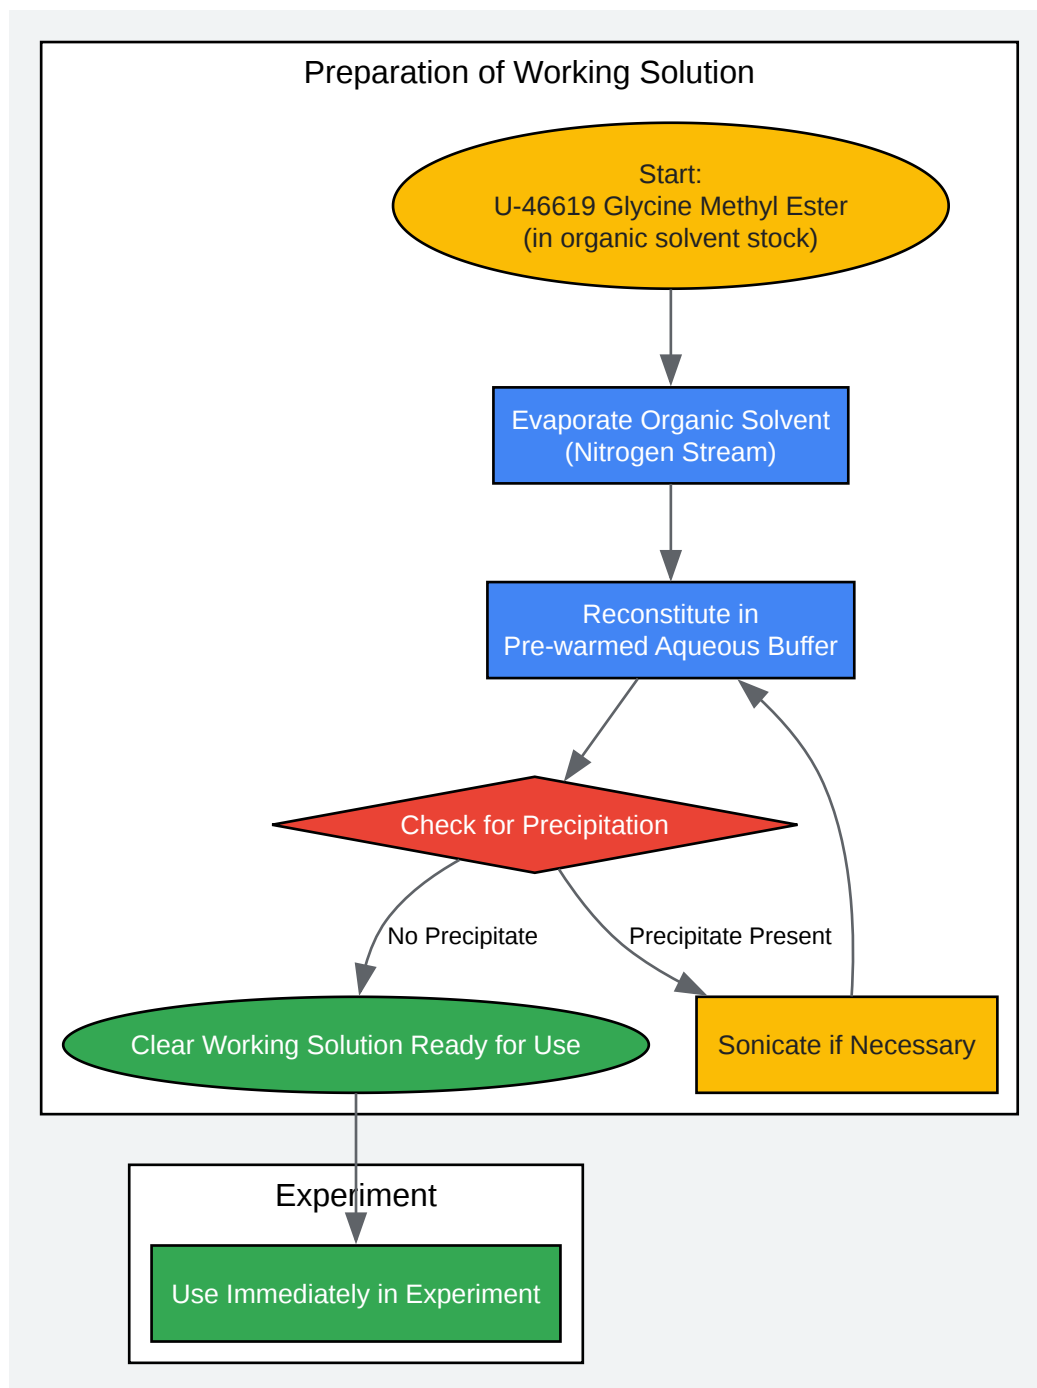 Preparation of Working Solution
Start:
U-46619 Glycine Methyl Ester
(in organic solvent stock)
Evaporate Organic Solvent
(Nitrogen Stream)
Reconstitute in
Pre-warmed Aqueous Buffer
Check for Precipitation
No Precipitate
Precipitate Present
Clear Working Solution Ready for Use
Sonicate if Necessary
Experiment
Use Immediately in Experiment